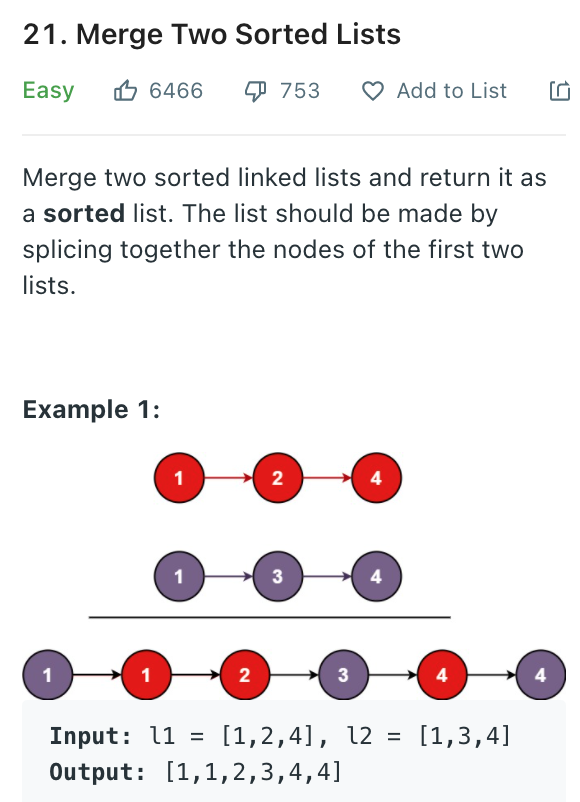 21. Merge Two Sorted Lists
Easy 6466 753 Add to List
Merge two sorted linked lists and return it as
a sorted list. The list should be made by
splicing together the nodes of the first two
lists.
Example 1:
1 2 4
1 3 4
1 1 2 3 4 4
Input: l1 = [1,2,4], l2 = [1,3,4]
Output: [1,1,2,3,4,4]